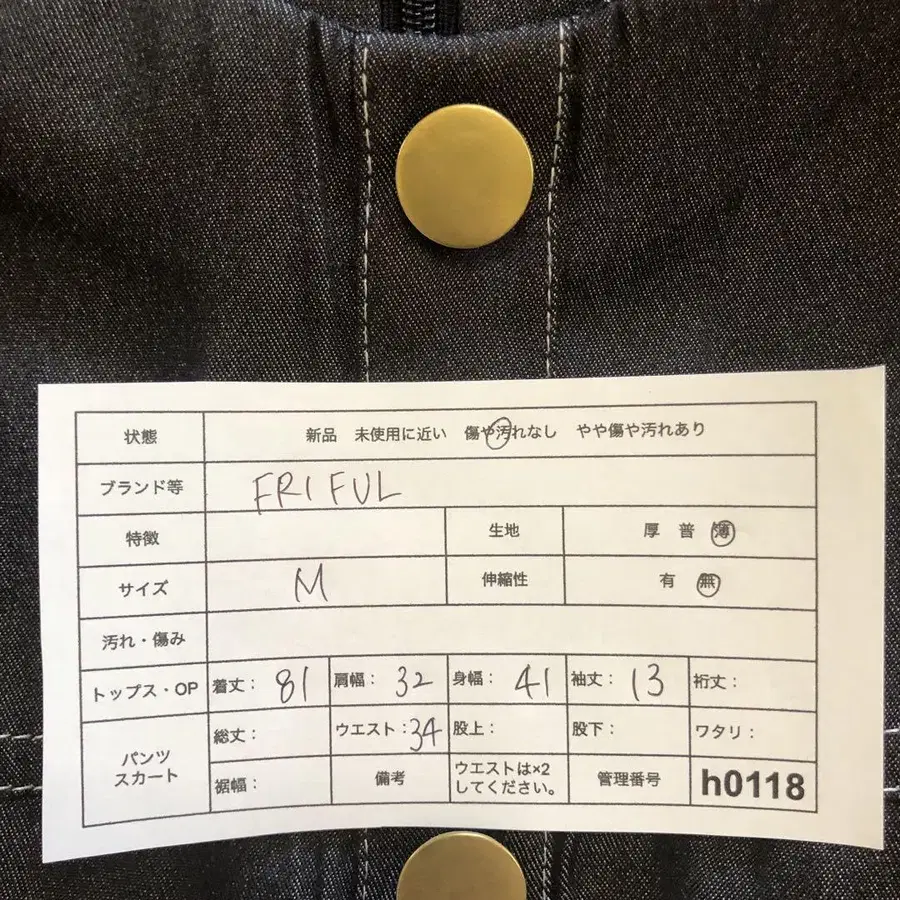 状態 新品 未使用に近い 傷や汚れなし やや傷や汚れあり
ブランド等 FRI FUL
特徴 生地 厚 普 薄
サイズ M 伸縮性 有 無
汚れ・傷み
トップス・OP 着丈: 81 肩幅: 32 身幅: 41 袖丈: 13 裄丈:
パンツ
スカート
総丈: ウエスト: 34 股上: 股下: ワタリ:
裾幅: 備考 ウエストは×2
してください。 管理番号 h0118